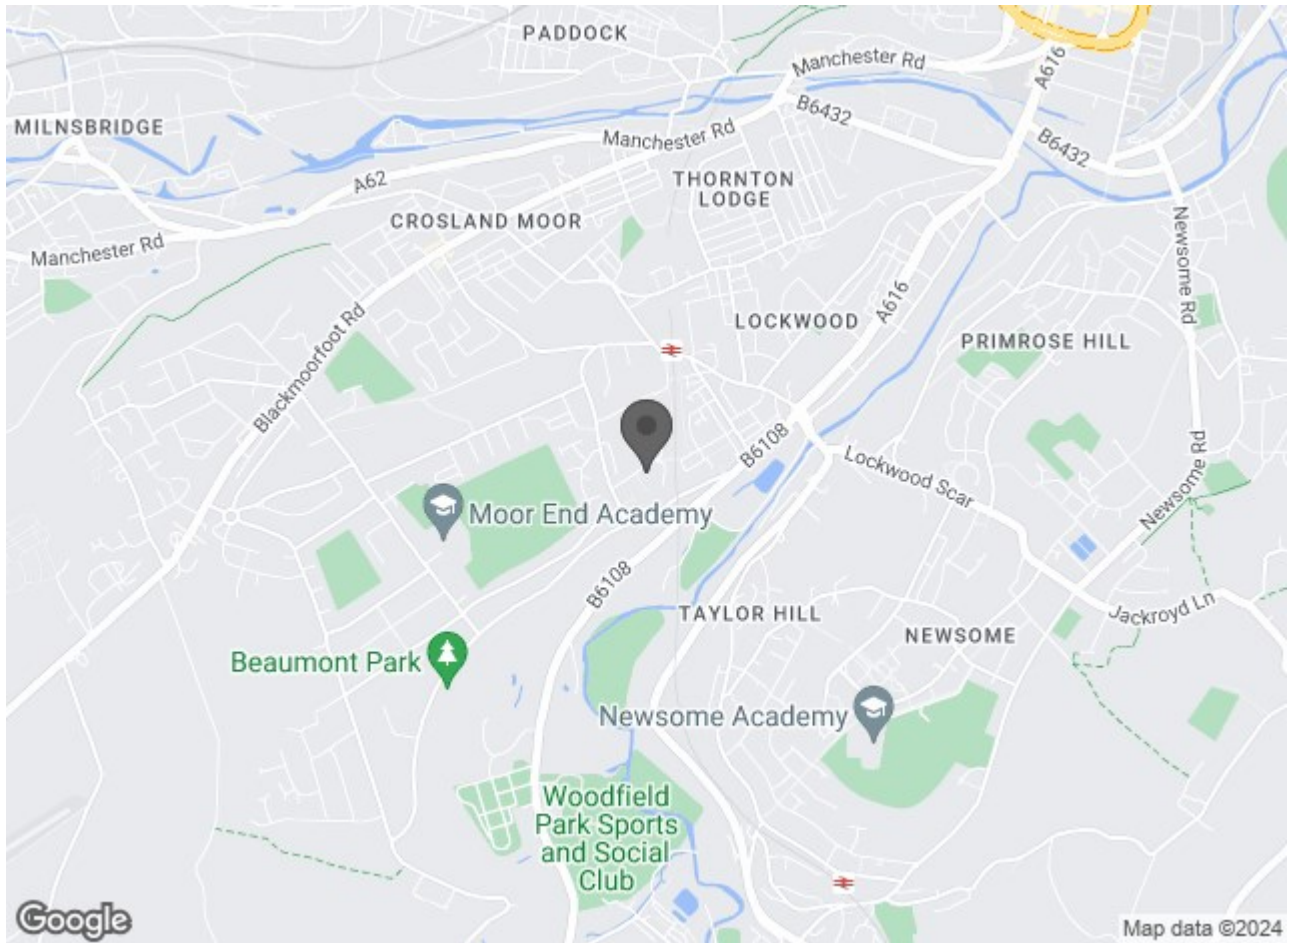 PADDOCK
Manchester Rd
A616
MILNSBRIDGE
B6432
Manchester Rd
B6432
A62
THORNTON
LODGE
CROSLAND MOOR
Manchester Rd
Newsome Rd
A616
LOCKWOOD
PRIMROSE HILL
Blackmoorfoot Rd
B6108
Lockwood Scar
Newsome Rd
Moor End Academy
B6108
TAYLOR HILL
Jackroyd Ln
NEWSOME
Beaumont Park
Newsome Academy
Woodfield
Park Sports
and Social
Club
Google
Map data ©2024